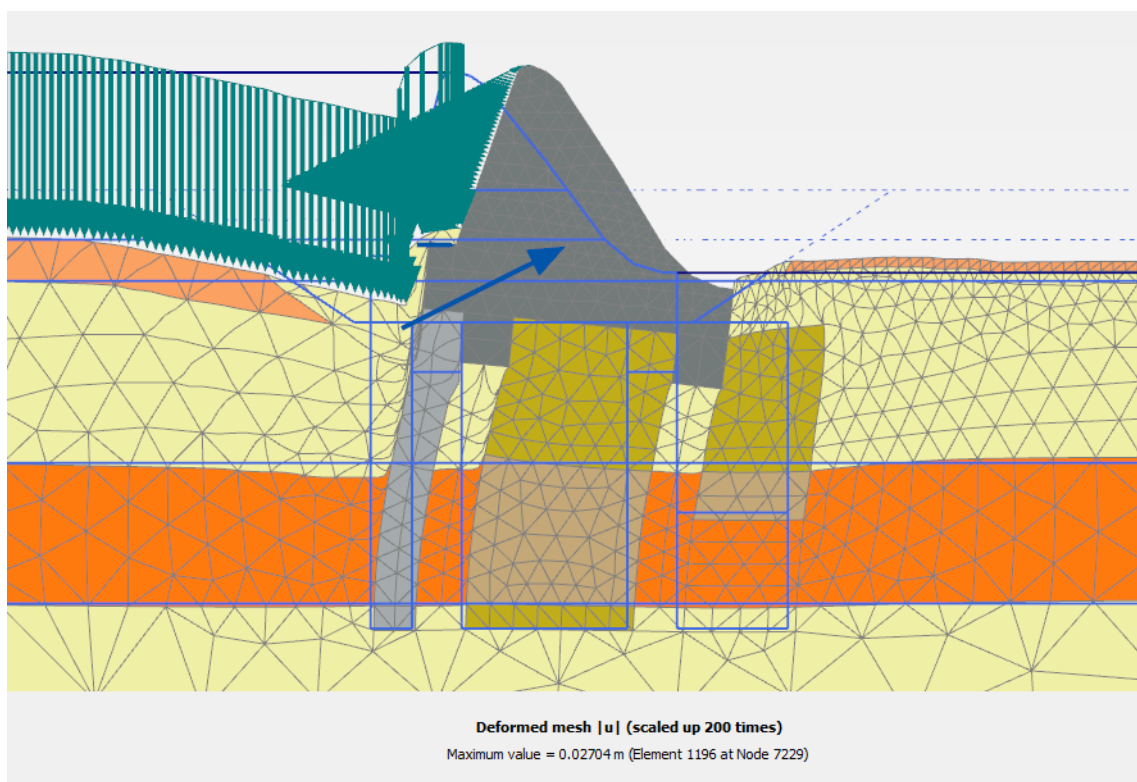 Deformed mesh |u| (scaled up 200 times)
Maximum value = 0.02704 m (Element 1196 at Node 7229)